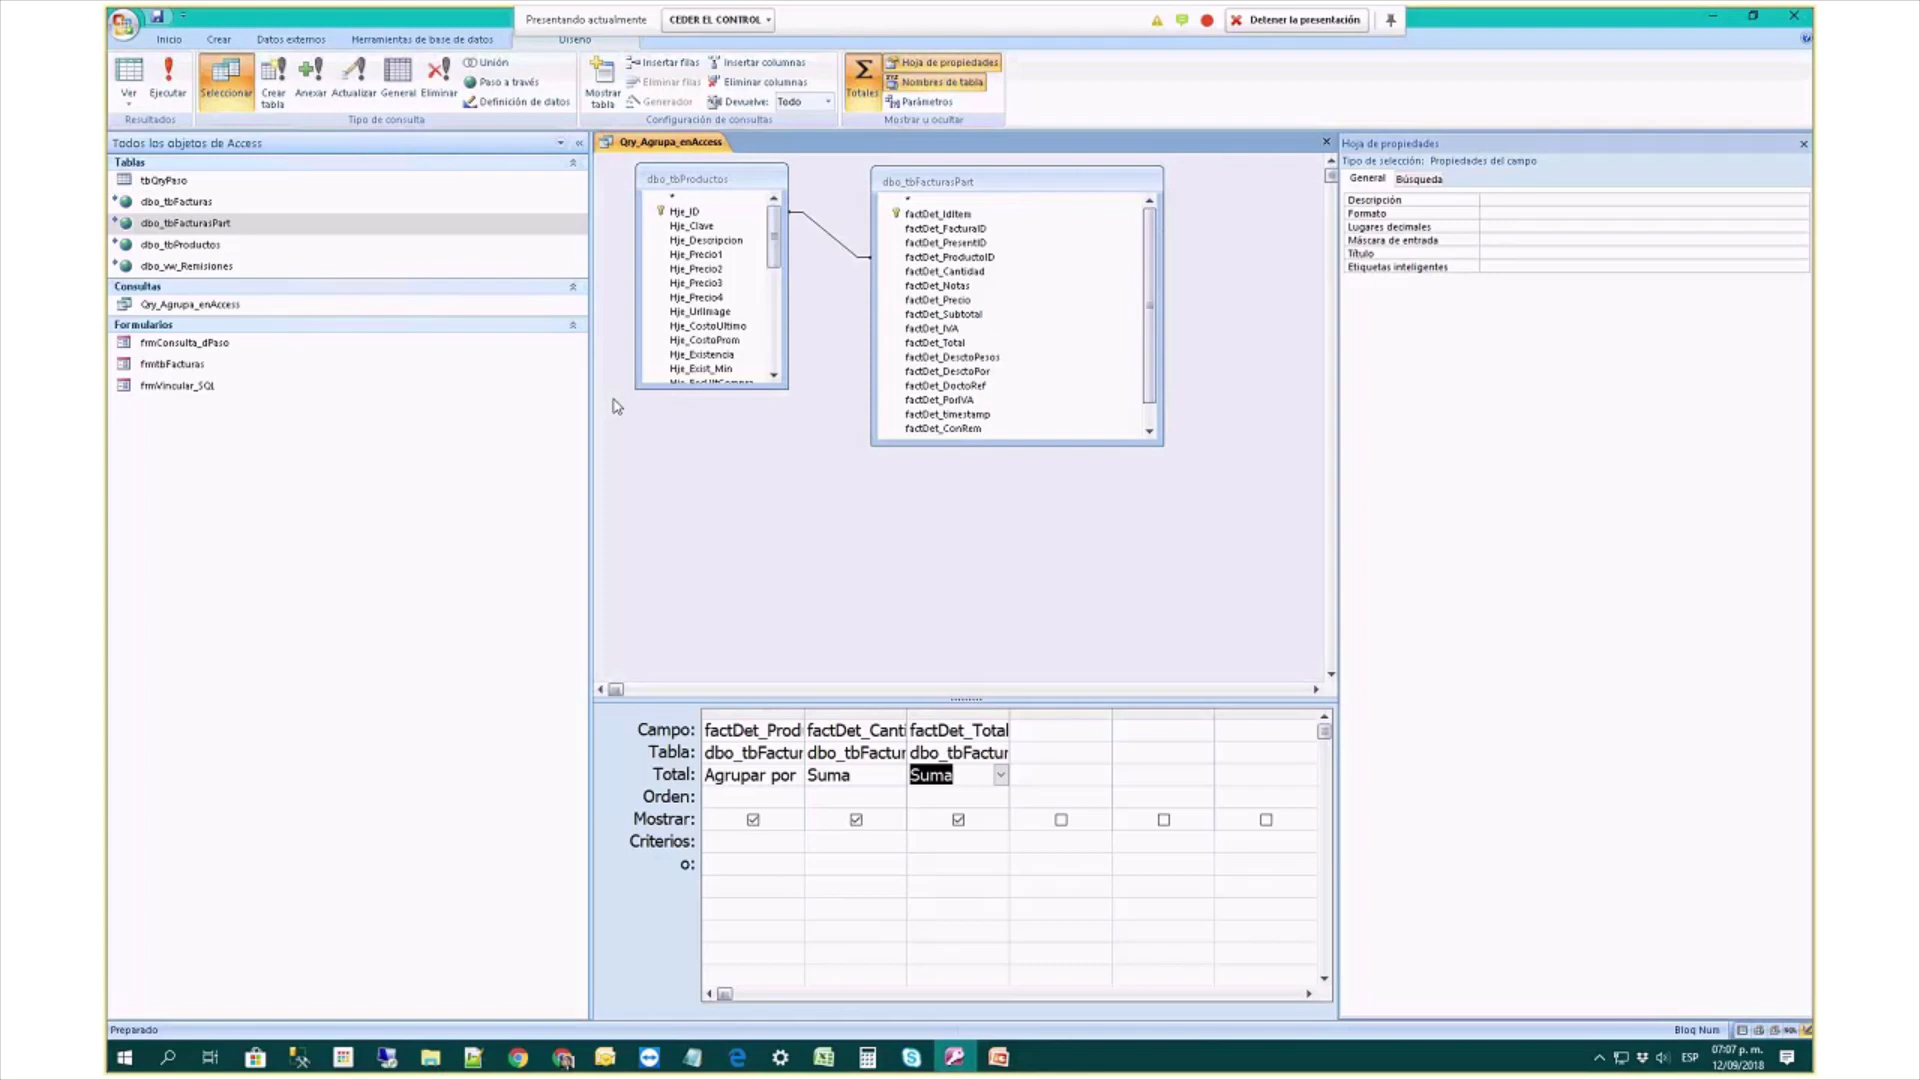 Presentando actualmente CEDER EL CONTROL Detener la presentación
Inicio Crear Datos externos Herramientas de base de datos Diseño
Ver
Ejecutar
Resultados
Seleccionar
Crear tabla
Anexar
Actualizar
General
Eliminar
Unión
Paso a través
Definición de datos
Tipo de consulta
Mostrar tabla
Insertar filas
Eliminar filas
Generador
Insertar columnas
Eliminar columnas
Devuelve: Todo
Configuración de consultas
Totales
Hoja de propiedades
Nombres de tabla
Parámetros
Mostrar u ocultar
Todos los objetos de Access
Tablas
tbQryPaso
dbo_tbFacturas
dbo_tbFacturasPart
dbo_tbProductos
dbo_vw_Remisiones
Consultas
Qry_Agrupa_enAccess
Formularios
frmConsulta_dPaso
frmtbFacturas
frmVincular_SQL
Qry_Agrupa_enAccess
dbo_tbProductos
*
Hje_ID
Hje_Clave
Hje_Descripcion
Hje_Precio1
Hje_Precio2
Hje_Precio3
Hje_Precio4
Hje_UrlImage
Hje_CostoUltimo
Hje_CostoProm
Hje_Existencia
Hje_Exist_Min
dbo_tbFacturasPart
*
factDet_IdItem
factDet_FacturaID
factDet_PresentID
factDet_ProductoID
factDet_Cantidad
factDet_Notas
factDet_Precio
factDet_Subtotal
factDet_IVA
factDet_Total
factDet_DesctoPesos
factDet_DesctoPor
factDet_DoctoRef
factDet_PorIVA
factDet_timestamp
factDet_ConRem
Campo: factDet_Prod factDet_Canti factDet_Total
Tabla: dbo_tbFactur dbo_tbFactur dbo_tbFactur
Total: Agrupar por Suma Suma
Orden:
Mostrar:
Criterios:
o:
Hoja de propiedades
Tipo de selección: Propiedades del campo
General Búsqueda
Descripción
Formato
Lugares decimales
Máscara de entrada
Título
Etiquetas inteligentes
Preparado
Bloq Num
SQL
ESP
07:07 p. m.
12/09/2018